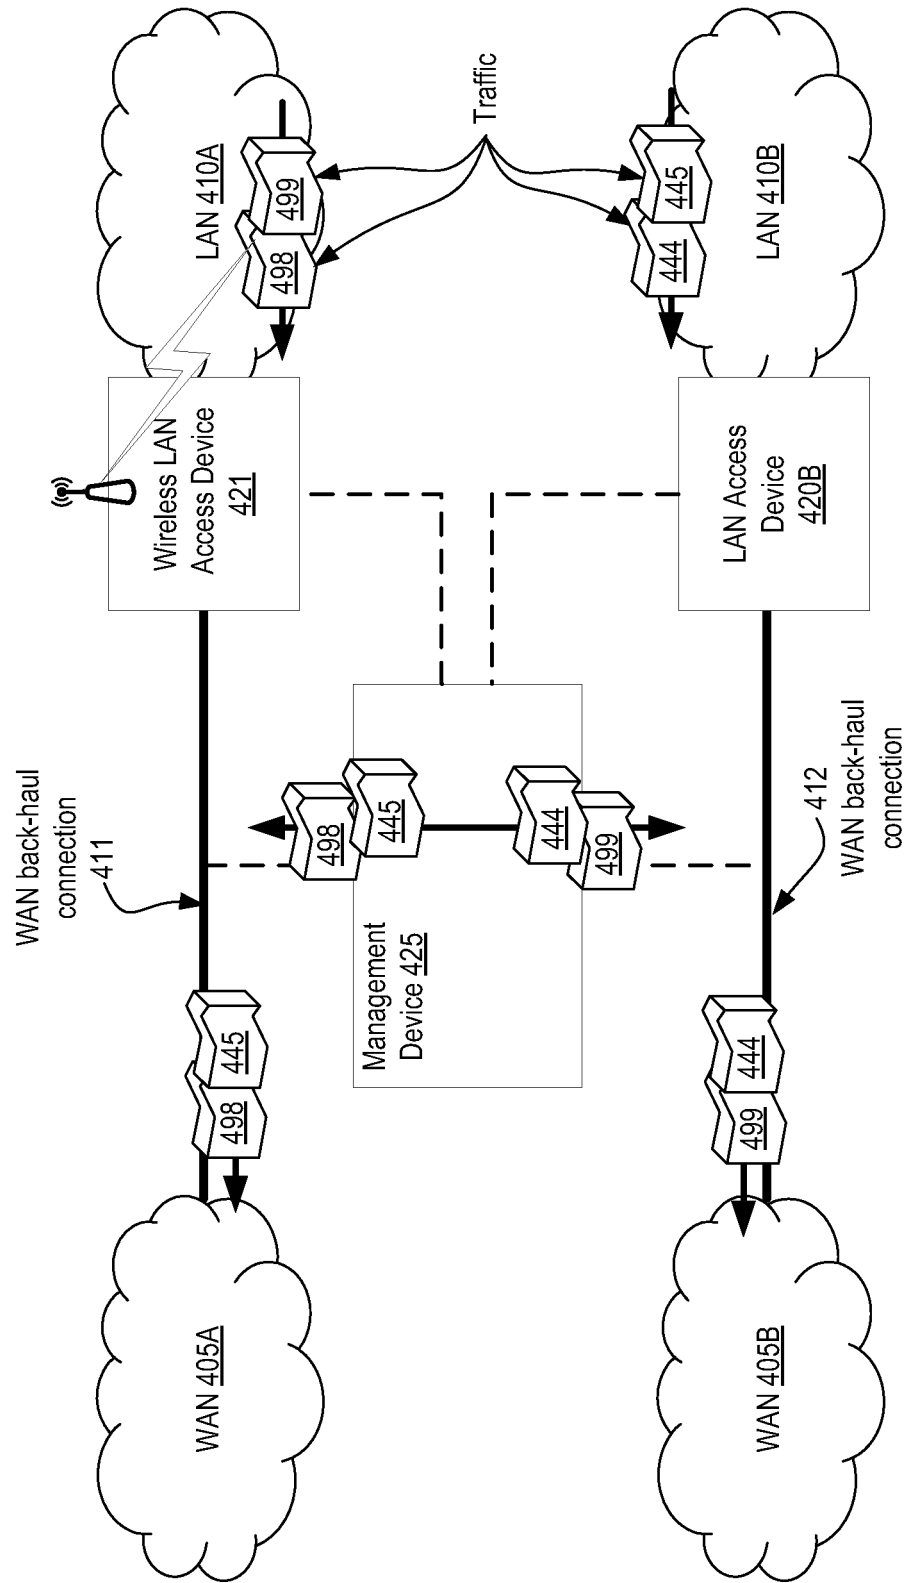 WAN 405A
498
445
WAN back-haul
connection
411
Wireless LAN
Access Device
421
LAN 410A
498
499
Management
Device 425
498
445
444
499
Traffic
WAN 405B
499
444
412
WAN back-haul
connection
LAN Access
Device
420B
444
445
LAN 410B